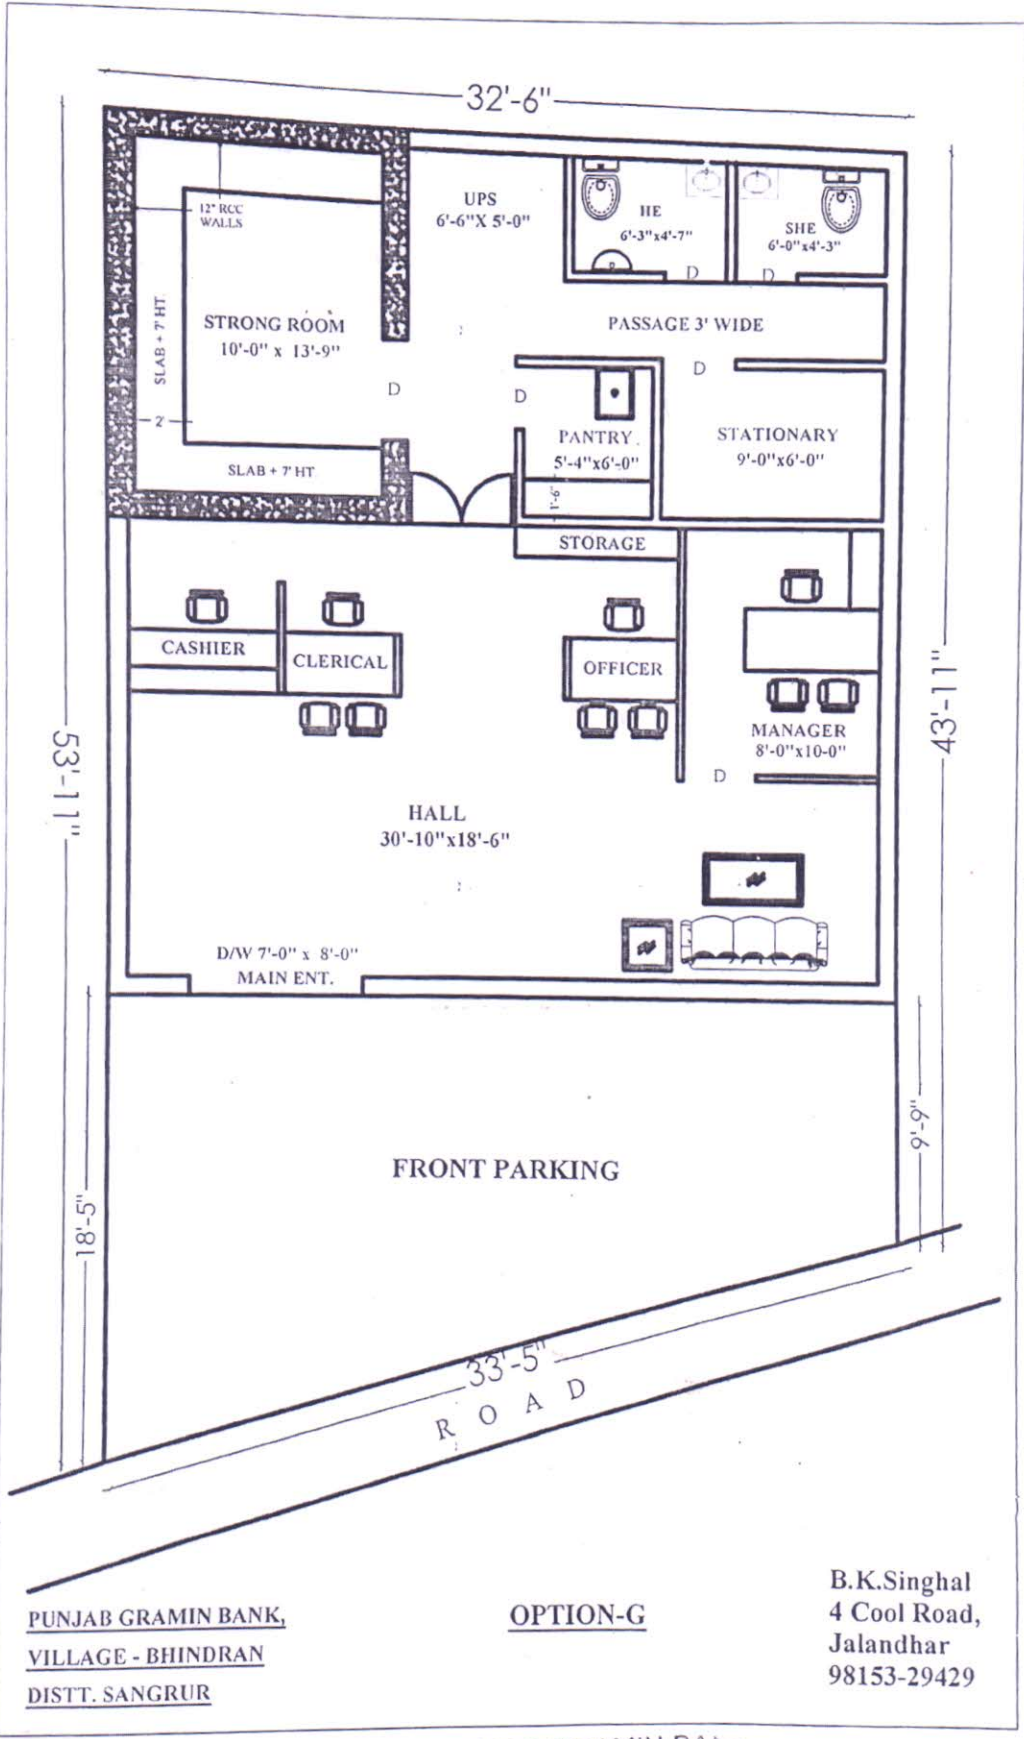 32'-6"
UPS
6'-6"X 5'-0"
HE
6'-3"x4'-7"
SHE
6'-0"x4'-3"
12" RCC
WALLS
D
D
STRONG ROOM
10'-0" x 13'-9"
PASSAGE 3' WIDE
SLAB + 7' HT.
D
D
D
2'
PANTRY
5'-4"x6'-0"
STATIONARY
9'-0"x6'-0"
SLAB + 7' HT.
1'-6"
STORAGE
CASHIER
CLERICAL
OFFICER
MANAGER
8'-0"x10-0"
D
53'-11"
43'-11"
HALL
30'-10"x18'-6"
D/W 7'-0" x 8'-0"
MAIN ENT.
FRONT PARKING
9'-9"
18'-5"
33'-5"
ROAD
PUNJAB GRAMIN BANK,
VILLAGE - BHINDRAN
DISTT. SANGRUR
OPTION-G
B.K.Singhal
4 Cool Road,
Jalandhar
98153-29429